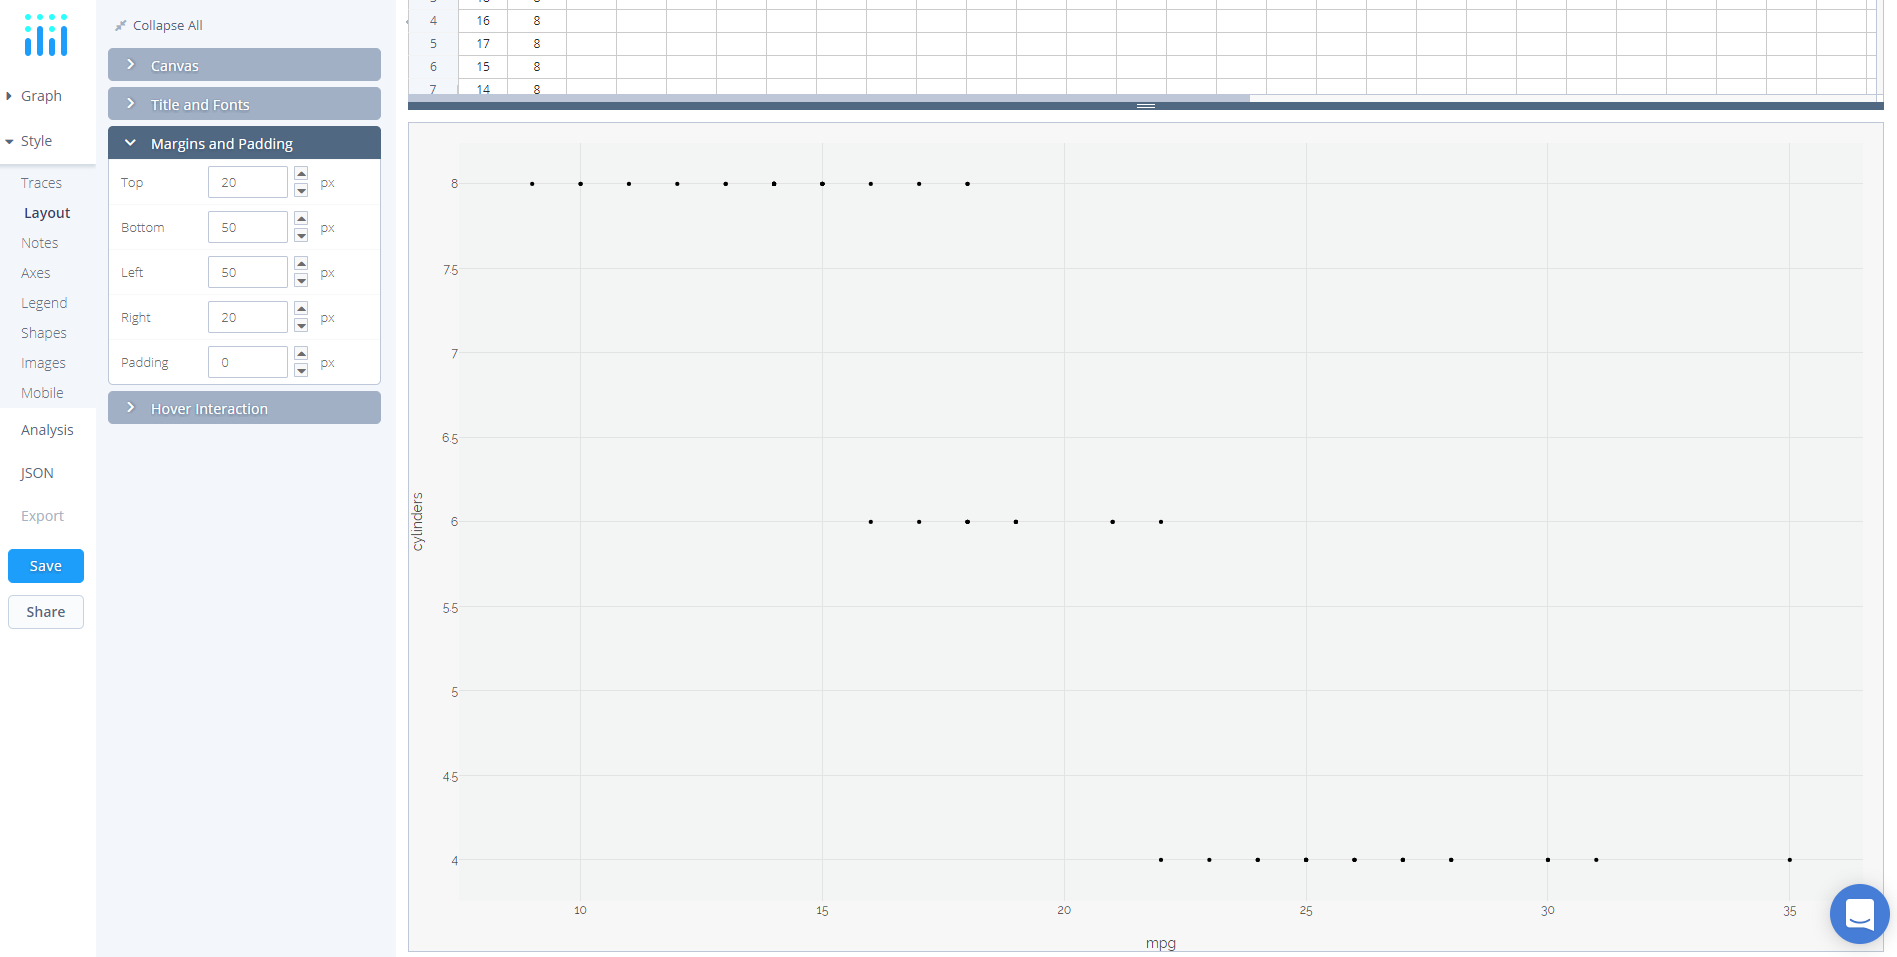 Collapse All
Canvas
Title and Fonts
Margins and Padding
Top 20 px
Bottom 50 px
Left 50 px
Right 20 px
Padding 0 px
Hover Interaction
Graph
Style
Traces
Layout
Notes
Axes
Legend
Shapes
Images
Mobile
Analysis
JSON
Export
Save
Share
4 16 8
5 17 8
6 15 8
7 14 8
8
7.5
7
6.5
6
5.5
5
4.5
4
cylinders
10 15 20 25 30 35
mpg